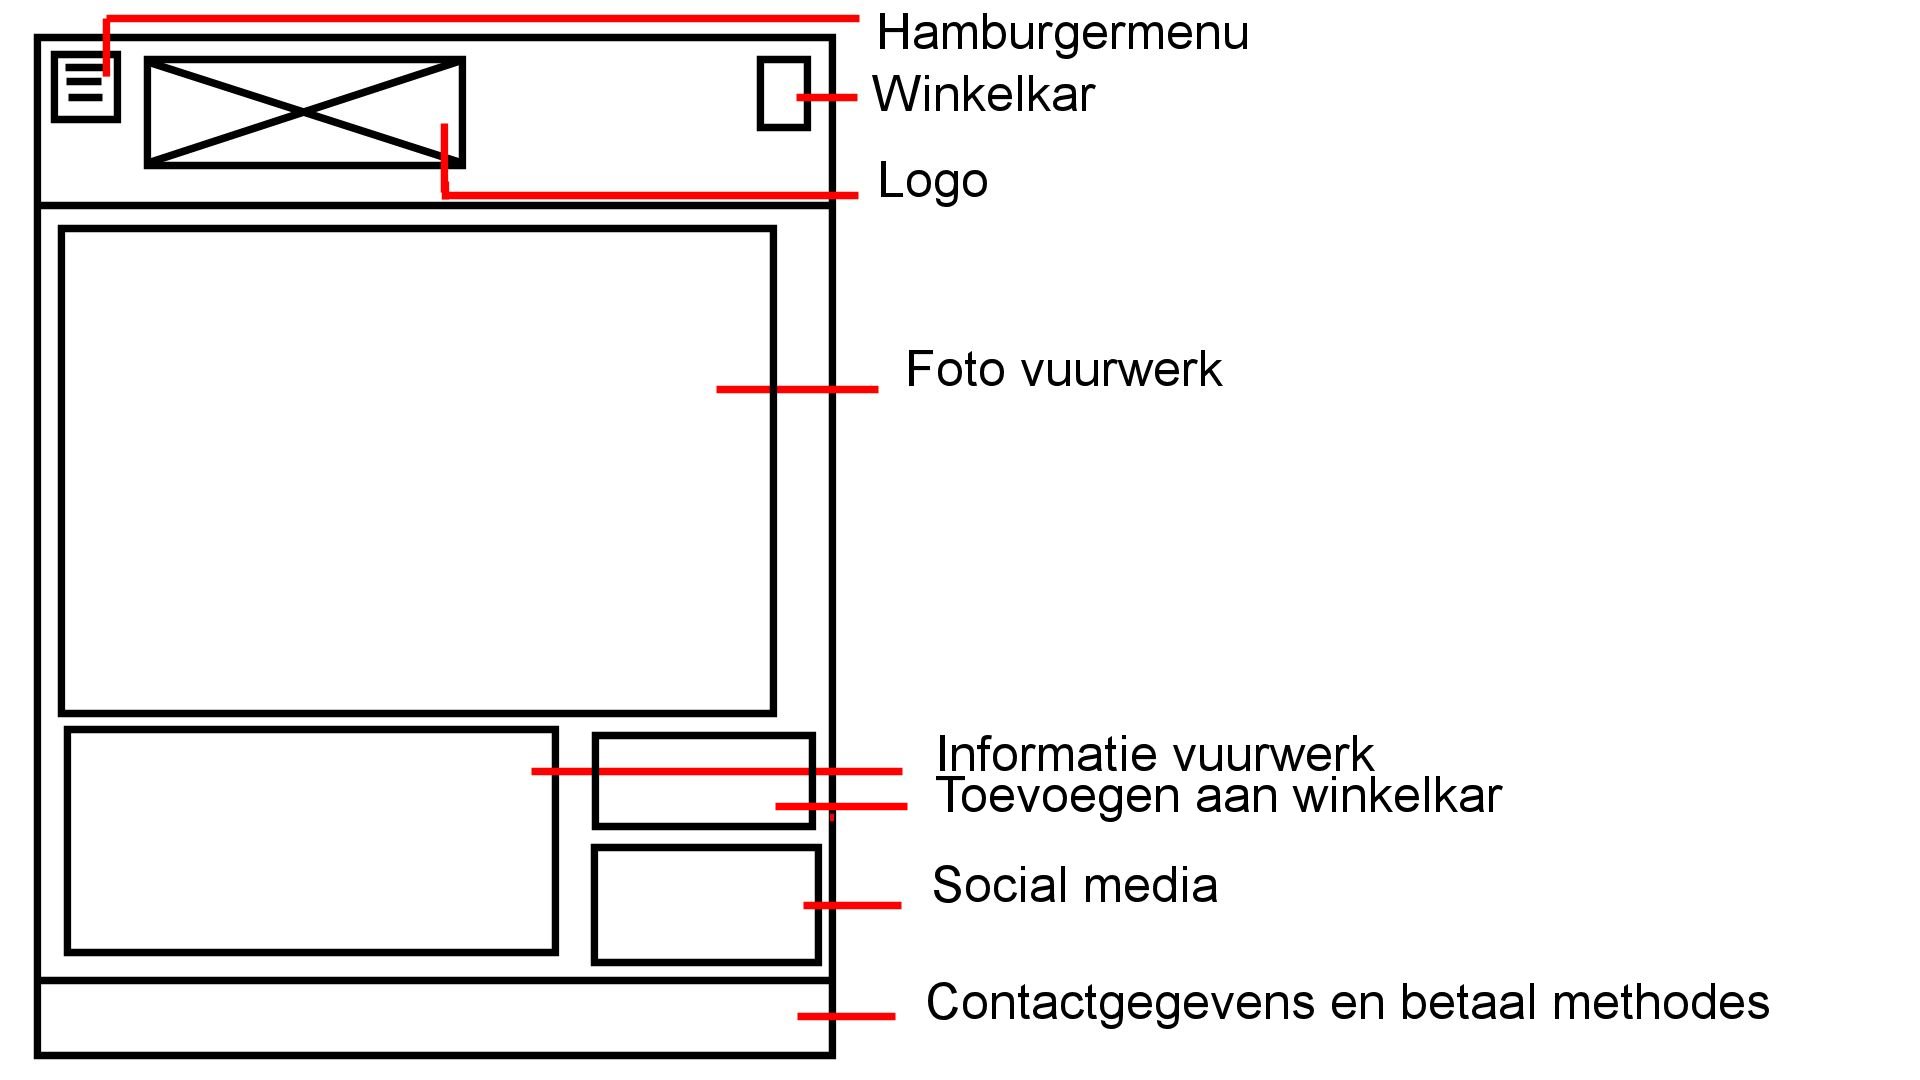 Hamburgermenu
Winkelkar
Logo
Foto vuurwerk
Informatie vuurwerk
Toevoegen aan winkelkar
Social media
Contactgegevens en betaal methodes